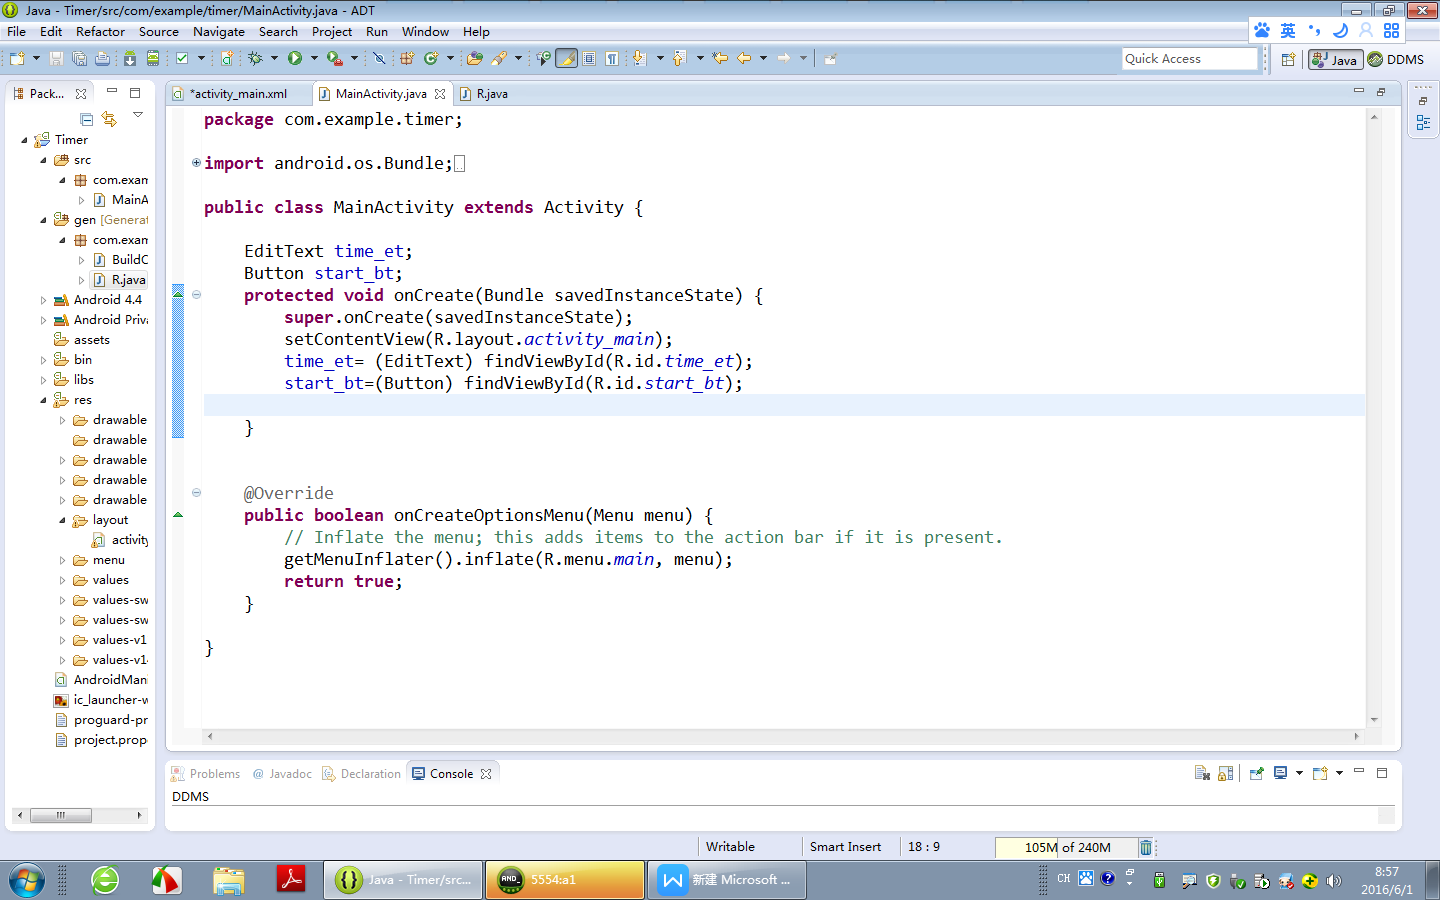 Java - Timer/src/com/example/timer/MainActivity.java - ADT
File Edit Refactor Source Navigate Search Project Run Window Help
英
Quick Access
Java
DDMS
Pack...
*activity_main.xml
MainActivity.java
R.java
Timer
src
com.exam
MainA
gen [Generat
com.exam
BuildC
R.java
Android 4.4
Android Priva
assets
bin
libs
res
drawable
drawable
drawable
drawable
drawable
layout
activity
menu
values
values-sw
values-sw
values-v1
values-v14
AndroidMani
ic_launcher-w
proguard-pr
project.prop
package com.example.timer;
import android.os.Bundle;
public class MainActivity extends Activity {
EditText time_et;
Button start_bt;
protected void onCreate(Bundle savedInstanceState) {
super.onCreate(savedInstanceState);
setContentView(R.layout.activity_main);
time_et= (EditText) findViewById(R.id.time_et);
start_bt=(Button) findViewById(R.id.start_bt);
}
@Override
public boolean onCreateOptionsMenu(Menu menu) {
// Inflate the menu; this adds items to the action bar if it is present.
getMenuInflater().inflate(R.menu.main, menu);
return true;
}
}
Problems @ Javadoc Declaration Console
DDMS
Writable
Smart Insert
18 : 9
105M of 240M
Java - Timer/src...
5554:a1
新建 Microsoft ...
CH
8:57
2016/6/1